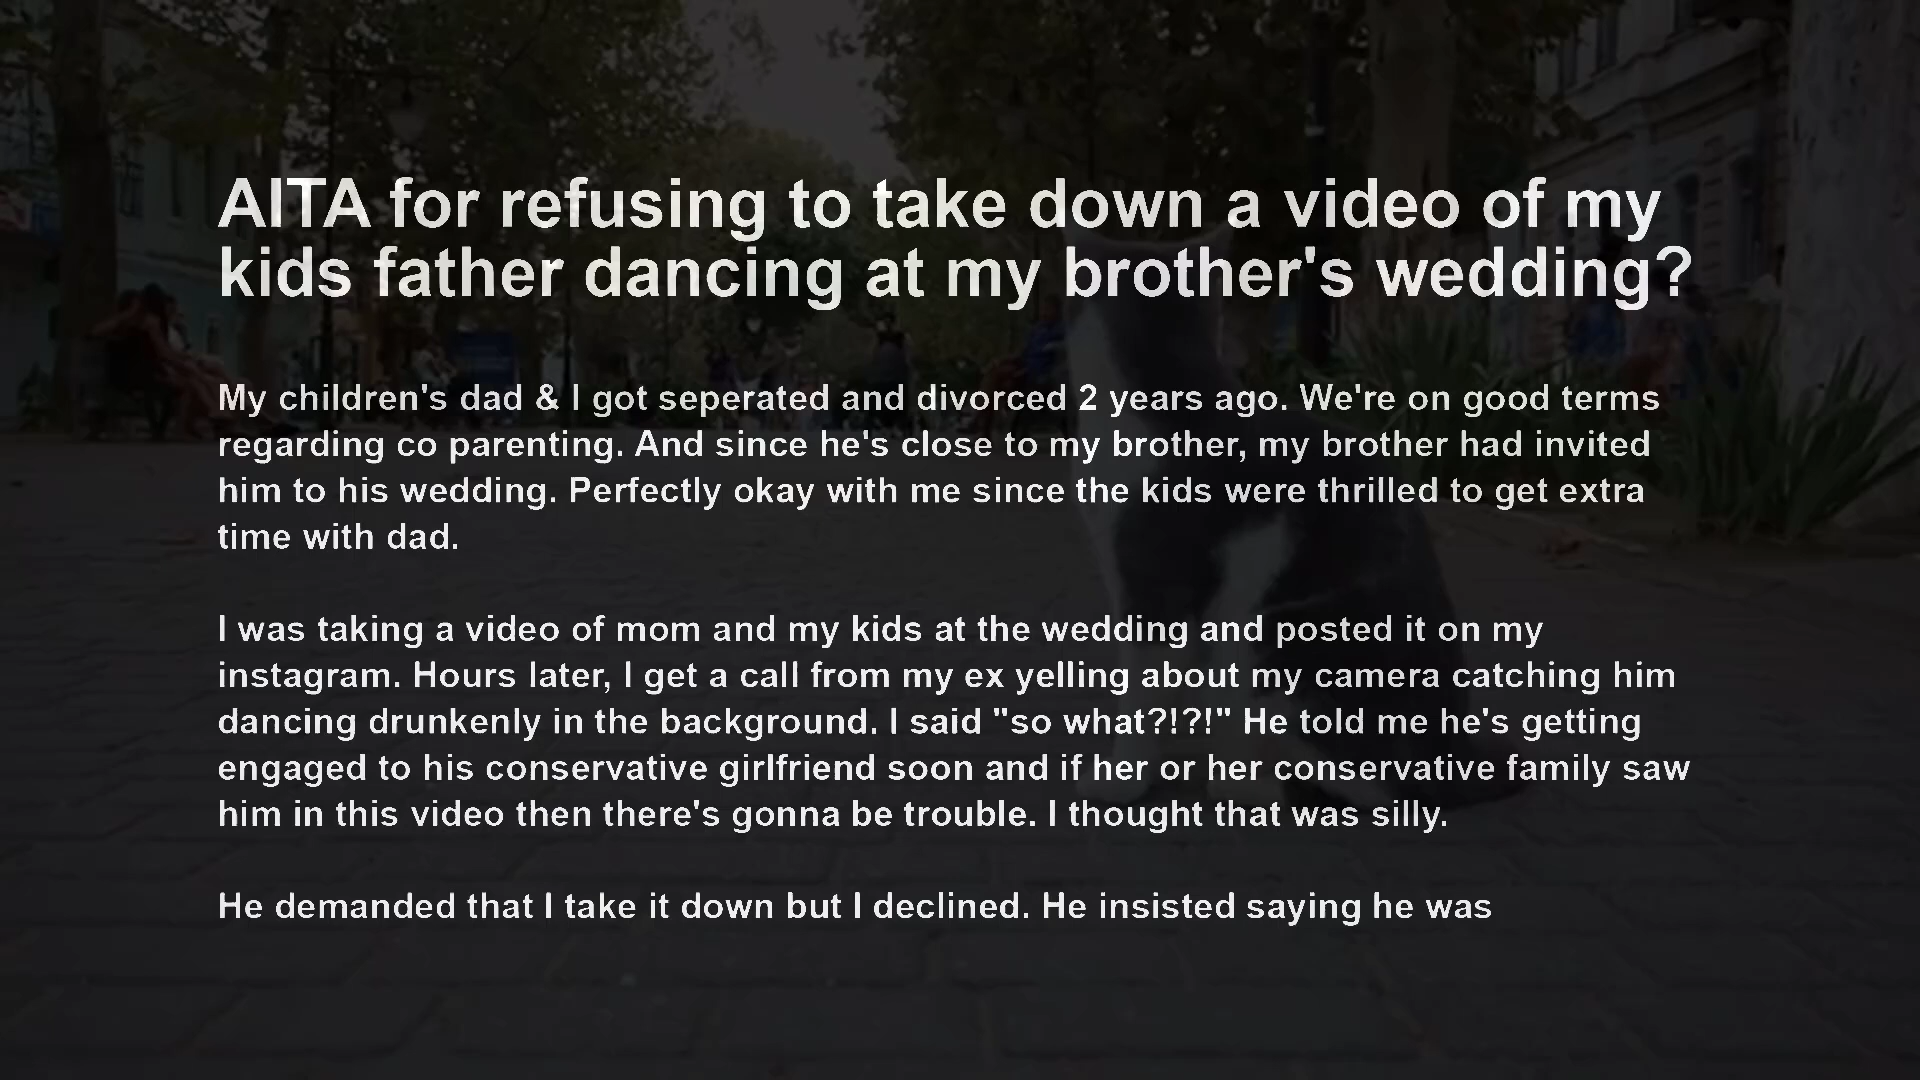 AITA for refusing to take down a video of my
kids father dancing at my brother's wedding?
My children's dad & I got seperated and divorced 2 years ago. We're on good terms
regarding co parenting. And since he's close to my brother, my brother had invited
him to his wedding. Perfectly okay with me since the kids were thrilled to get extra
time with dad.
I was taking a video of mom and my kids at the wedding and posted it on my
instagram. Hours later, I get a call from my ex yelling about my camera catching him
dancing drunkenly in the background. I said "so what?!?!" He told me he's getting
engaged to his conservative girlfriend soon and if her or her conservative family saw
him in this video then there's gonna be trouble. I thought that was silly.
He demanded that I take it down but I declined. He insisted saying he was